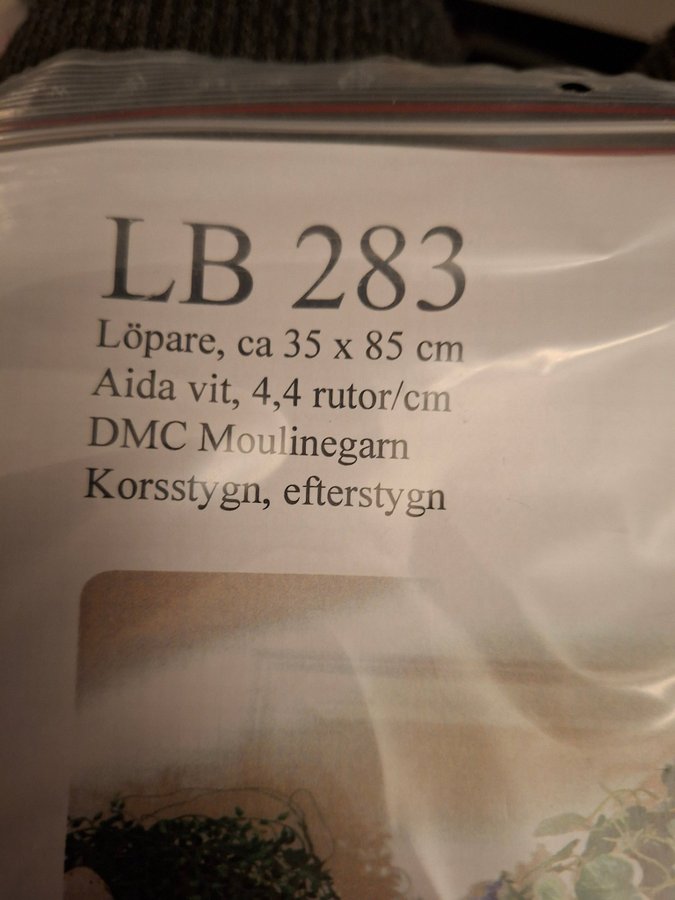 LB 283
Löpare, ca 35 x 85 cm
Aida vit, 4,4 rutor/cm
DMC Moulinegarn
Korsstygn, efterstygn